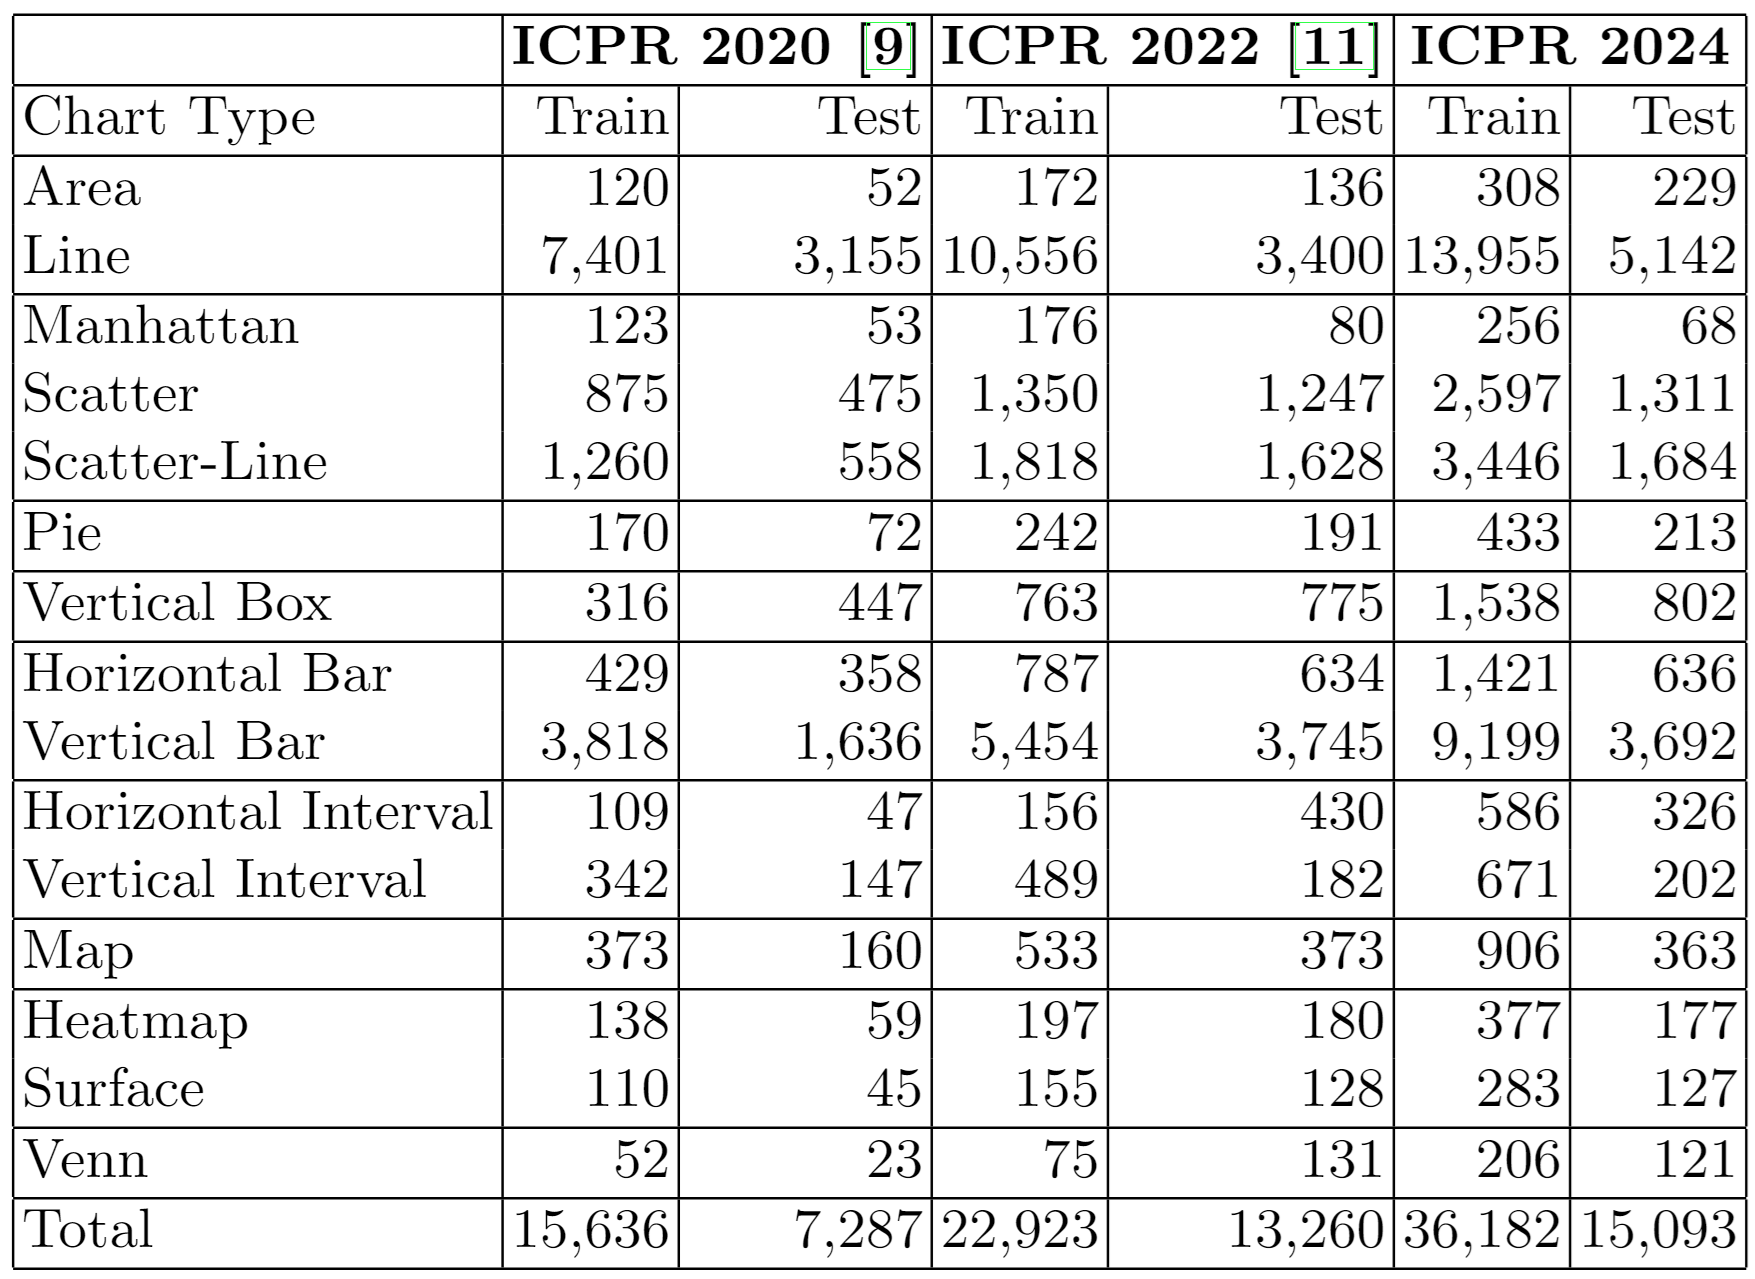 ICPR 2020 [9] ICPR 2022 [11] ICPR 2024
Chart Type Train Test Train Test Train Test
Area 120 52 172 136 308 229
Line 7,401 3,155 10,556 3,400 13,955 5,142
Manhattan 123 53 176 80 256 68
Scatter 875 475 1,350 1,247 2,597 1,311
Scatter-Line 1,260 558 1,818 1,628 3,446 1,684
Pie 170 72 242 191 433 213
Vertical Box 316 447 763 775 1,538 802
Horizontal Bar 429 358 787 634 1,421 636
Vertical Bar 3,818 1,636 5,454 3,745 9,199 3,692
Horizontal Interval 109 47 156 430 586 326
Vertical Interval 342 147 489 182 671 202
Map 373 160 533 373 906 363
Heatmap 138 59 197 180 377 177
Surface 110 45 155 128 283 127
Venn 52 23 75 131 206 121
Total 15,636 7,287 22,923 13,260 36,182 15,093